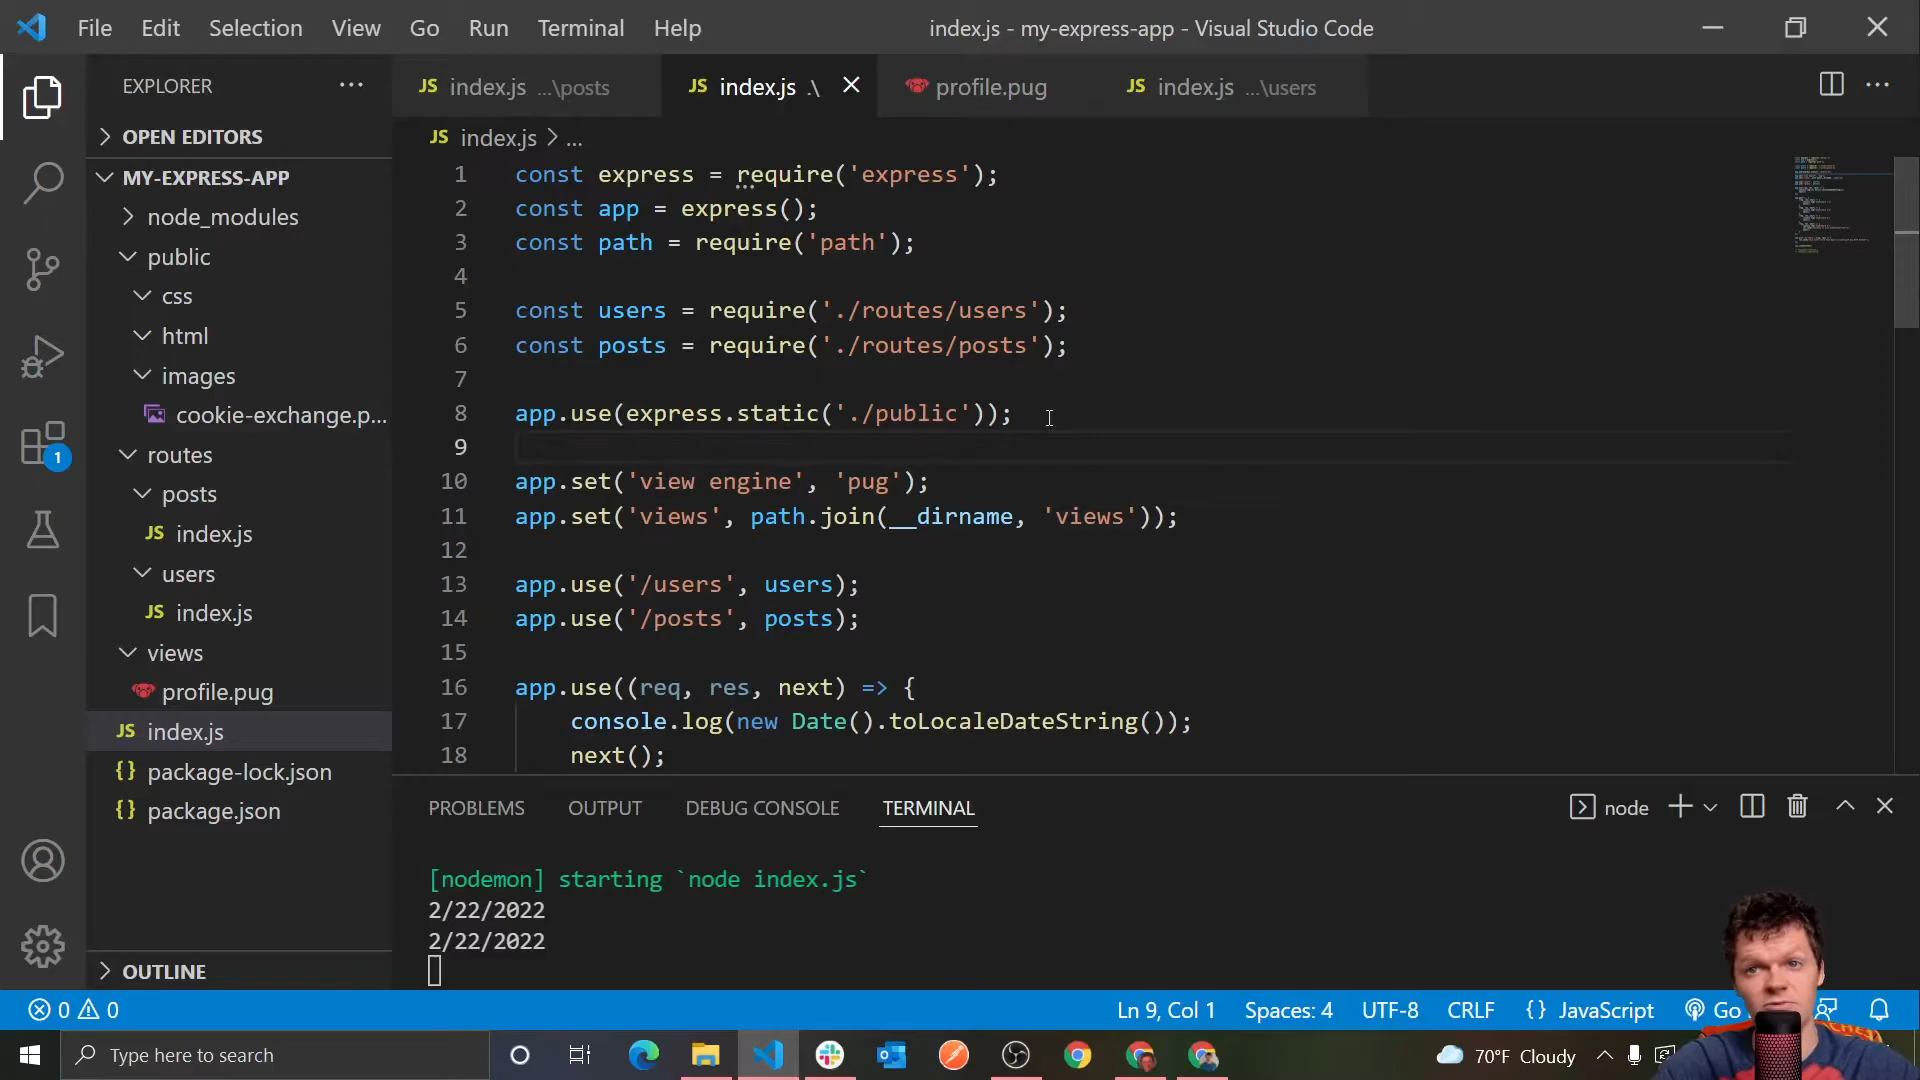 File Edit Selection View Go Run Terminal Help
index.js - my-express-app - Visual Studio Code
EXPLORER
OPEN EDITORS
MY-EXPRESS-APP
node_modules
public
css
html
images
cookie-exchange.p...
routes
posts
JS index.js
users
JS index.js
views
profile.pug
JS index.js
{} package-lock.json
{} package.json
OUTLINE
JS index.js ...\posts
JS index.js .\
profile.pug
JS index.js ...\users
JS index.js > ...
1 const express = require('express');
2 const app = express();
3 const path = require('path');
4
5 const users = require('./routes/users');
6 const posts = require('./routes/posts');
7
8 app.use(express.static('./public'));
9
10 app.set('view engine', 'pug');
11 app.set('views', path.join(__dirname, 'views'));
12
13 app.use('/users', users);
14 app.use('/posts', posts);
15
16 app.use((req, res, next) => {
17 console.log(new Date().toLocaleDateString());
18 next();
PROBLEMS OUTPUT DEBUG CONSOLE TERMINAL
node
[nodemon] starting `node index.js`
2/22/2022
2/22/2022
1
0 0
Ln 9, Col 1 Spaces: 4 UTF-8 CRLF {} JavaScript Go
Type here to search
70°F Cloudy